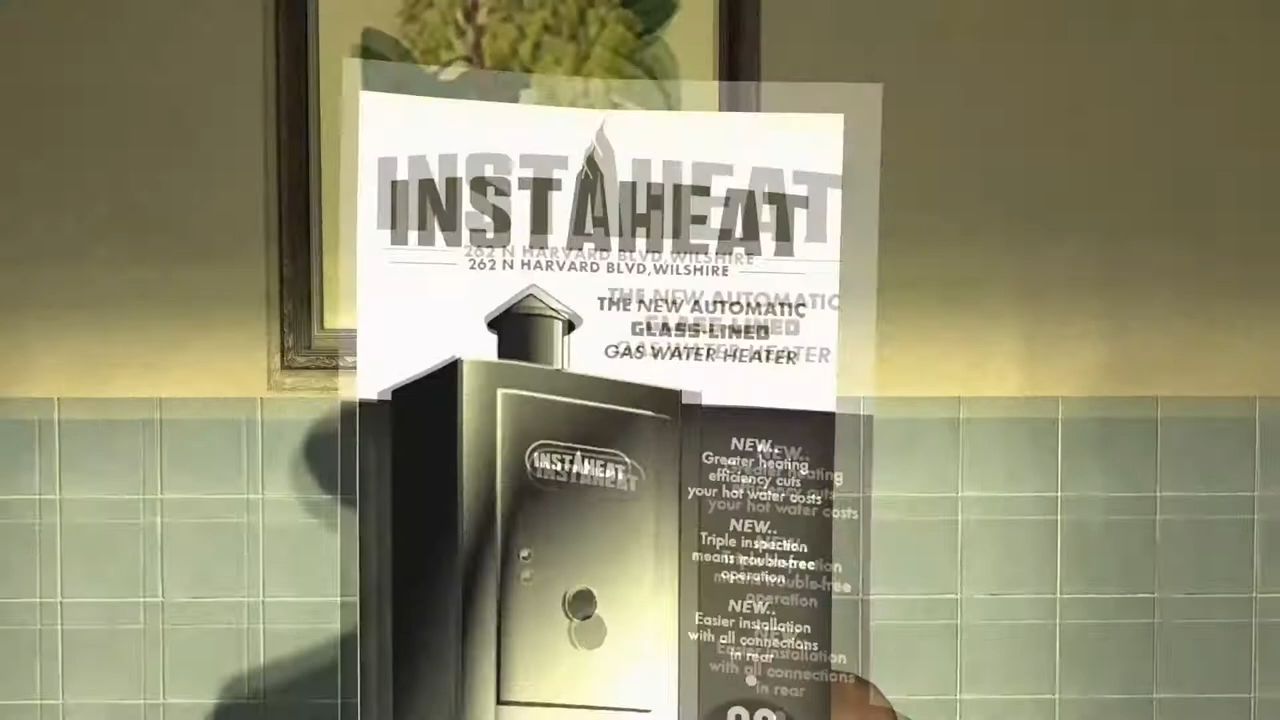 INSTAHEAT
262 N HARVARD BLVD, WILSHIRE
THE NEW AUTOMATIC
GLASS-LINED
GAS WATER HEATER
INSTAHEAT
NEW..
Greater heating
efficiency cuts
your hot water costs
NEW..
Triple inspection
means trouble-free
operation
NEW..
Easier installation
with all connections
in rear